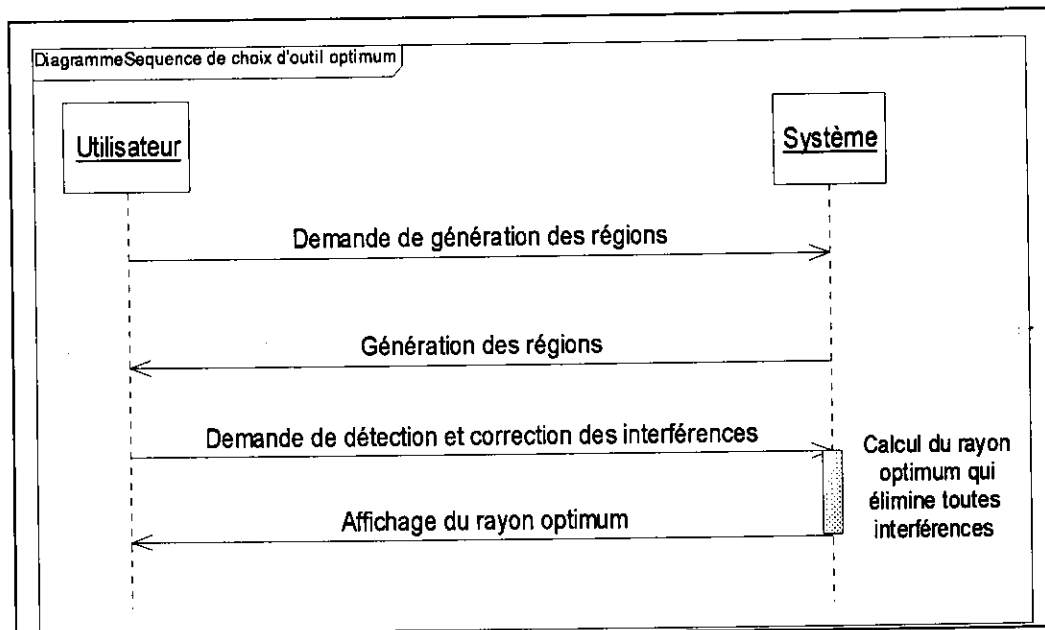 DiagrammeSequence de choix d'outil optimum
Utilisateur
Système
Demande de génération des régions
Génération des régions
Demande de détection et correction des interférences
Calcul du rayon
optimum qui
élimine toutes
interférences
Affichage du rayon optimum